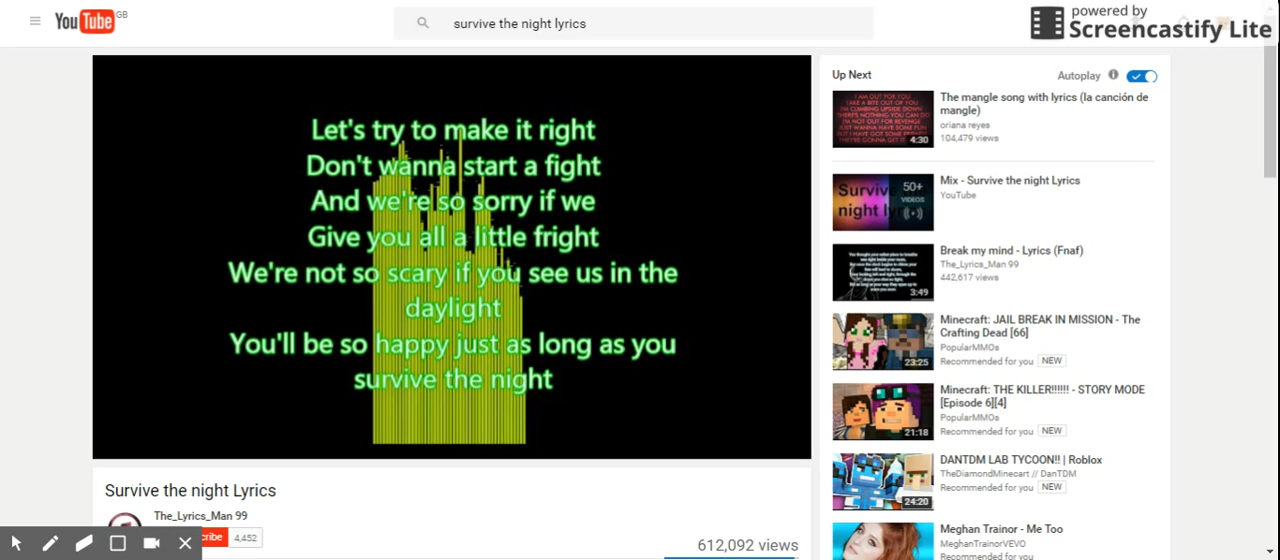 YouTube GB
survive the night lyrics
powered by
Screencastify Lite
Let's try to make it right
Don't wanna start a fight
And we're so sorry if we
Give you all a little fright
We're not so scary if you see us in the
daylight
You'll be so happy just as long as you
survive the night
Survive the night Lyrics
The_Lyrics_Man 99
cribe 4,452
612,092 views
Up Next
Autoplay
4:30
The mangle song with lyrics (la canción de
mangle)
oriana reyes
104,479 views
Survive
night
50+
VIDEOS
Mix - Survive the night Lyrics
YouTube
3:49
Break my mind - Lyrics (Fnaf)
The_Lyrics_Man 99
442,617 views
23:25
Minecraft: JAIL BREAK IN MISSION - The
Crafting Dead [66]
PopularMMOs
Recommended for you NEW
21:18
Minecraft: THE KILLER!!!!!! - STORY MODE
[Episode 6][4]
PopularMMOs
Recommended for you NEW
24:20
DANTDM LAB TYCOON!! | Roblox
TheDiamondMinecart // DanTDM
Recommended for you NEW
Meghan Trainor - Me Too
MeghanTrainorVEVO
Recommended for you